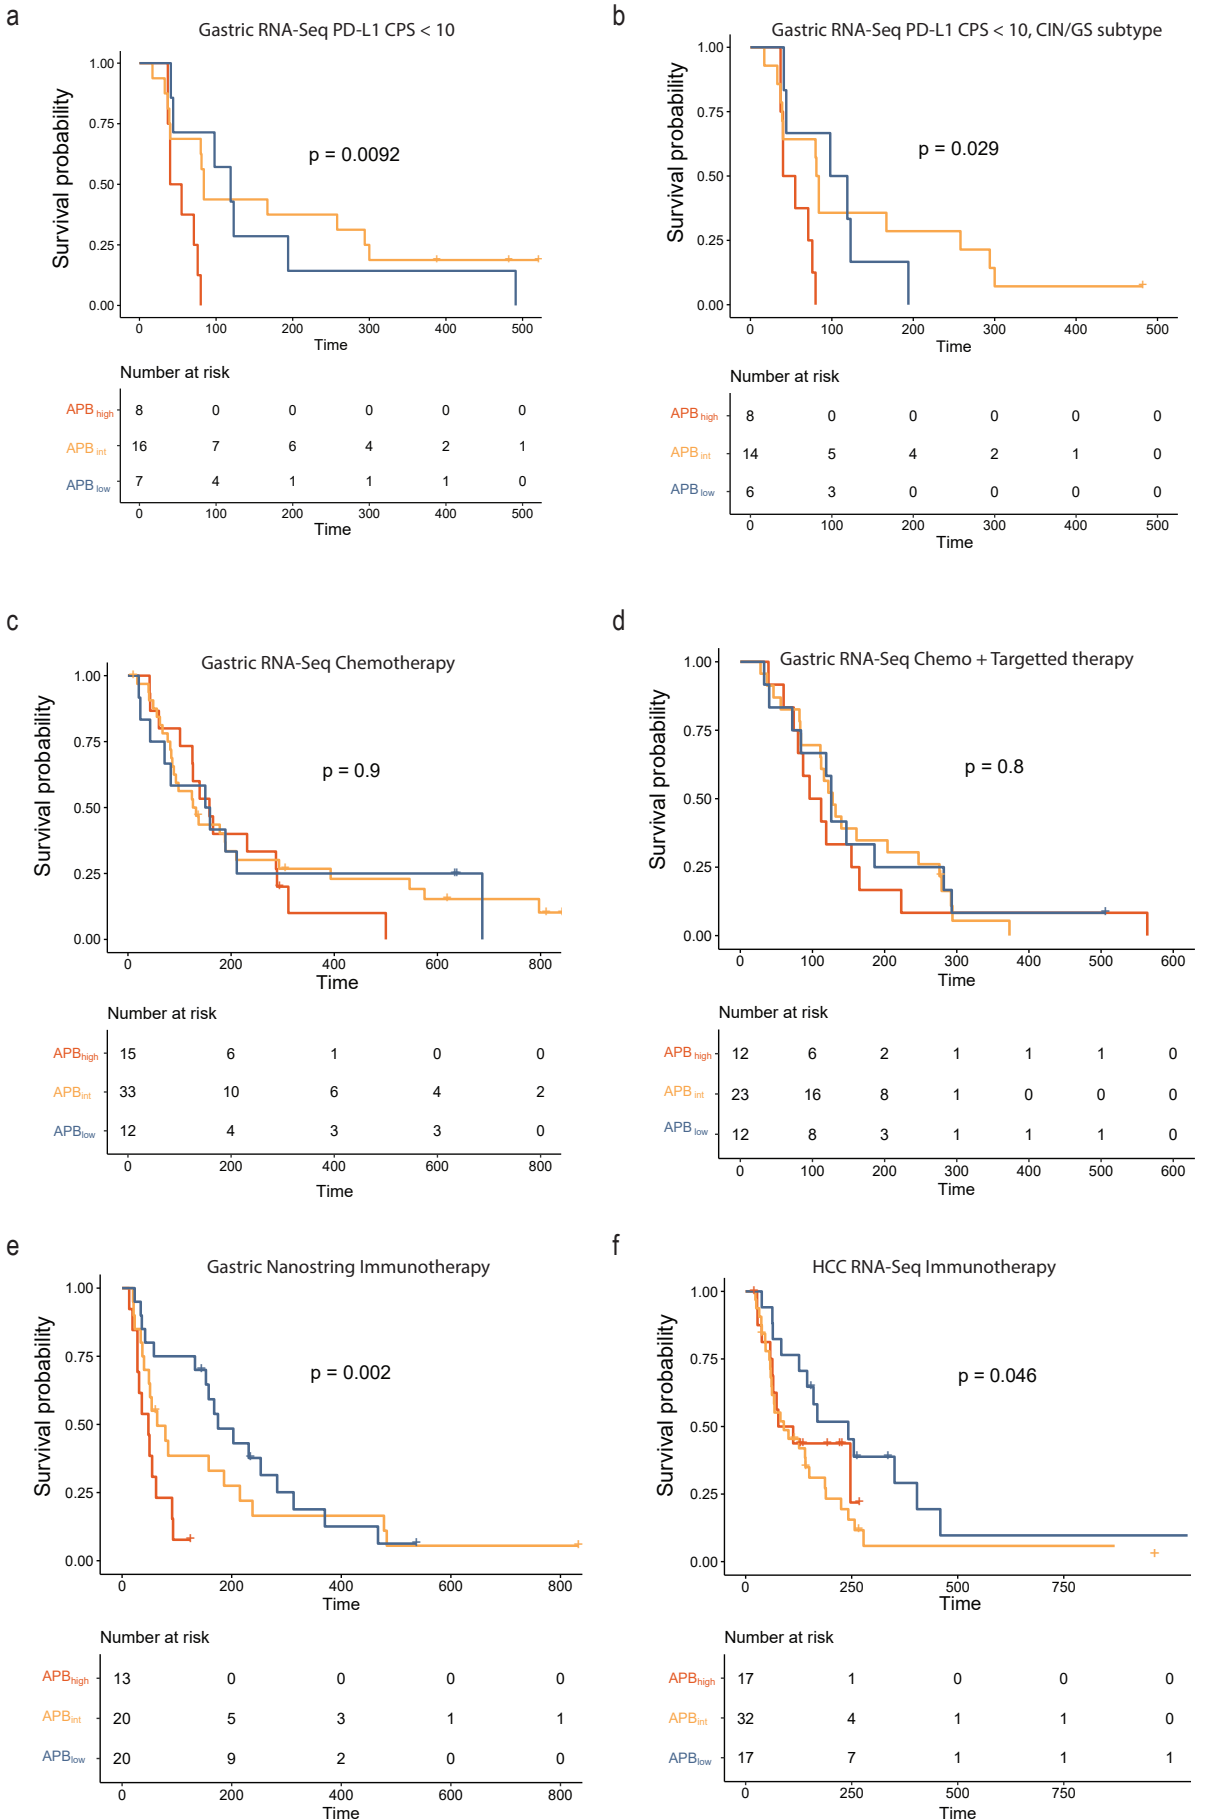 a
Gastric RNA-Seq PD-L1 CPS < 10
Survival probability
1.00
0.75
0.50
0.25
0.00
p = 0.0092
0 100 200 300 400 500
Time
Number at risk
APB high 8 0 0 0 0 0
APB int 16 7 6 4 2 1
APB low 7 4 1 1 1 0
0 100 200 300 400 500
Time
b
Gastric RNA-Seq PD-L1 CPS < 10, CIN/GS subtype
Survival probability
1.00
0.75
0.50
0.25
0.00
p = 0.029
0 100 200 300 400 500
Time
Number at risk
APB high 8 0 0 0 0 0
APB int 14 5 4 2 1 0
APB low 6 3 0 0 0 0
0 100 200 300 400 500
Time
c
Gastric RNA-Seq Chemotherapy
Survival probability
1.00
0.75
0.50
0.25
0.00
p = 0.9
0 200 400 600 800
Time
Number at risk
APBhigh 15 6 1 0 0
APBint 33 10 6 4 2
APBlow 12 4 3 3 0
0 200 400 600 800
Time
d
Gastric RNA-Seq Chemo + Targetted therapy
Survival probability
1.00
0.75
0.50
0.25
0.00
p = 0.8
0 100 200 300 400 500 600
Time
Number at risk
APB high 12 6 2 1 1 1 0
APB int 23 16 8 1 0 0 0
APB low 12 8 3 1 1 1 0
0 100 200 300 400 500 600
Time
e
Gastric Nanostring Immunotherapy
Survival probability
1.00
0.75
0.50
0.25
0.00
p = 0.002
0 200 400 600 800
Time
Number at risk
APBhigh 13 0 0 0 0
APBint 20 5 3 1 1
APBlow 20 9 2 0 0
0 200 400 600 800
Time
f
HCC RNA-Seq Immunotherapy
Survival probability
1.00
0.75
0.50
0.25
0.00
p = 0.046
0 250 500 750
Time
Number at risk
APBhigh 17 1 0 0 0
APBint 32 4 1 1 0
APBlow 17 7 1 1 1
0 250 500 750
Time